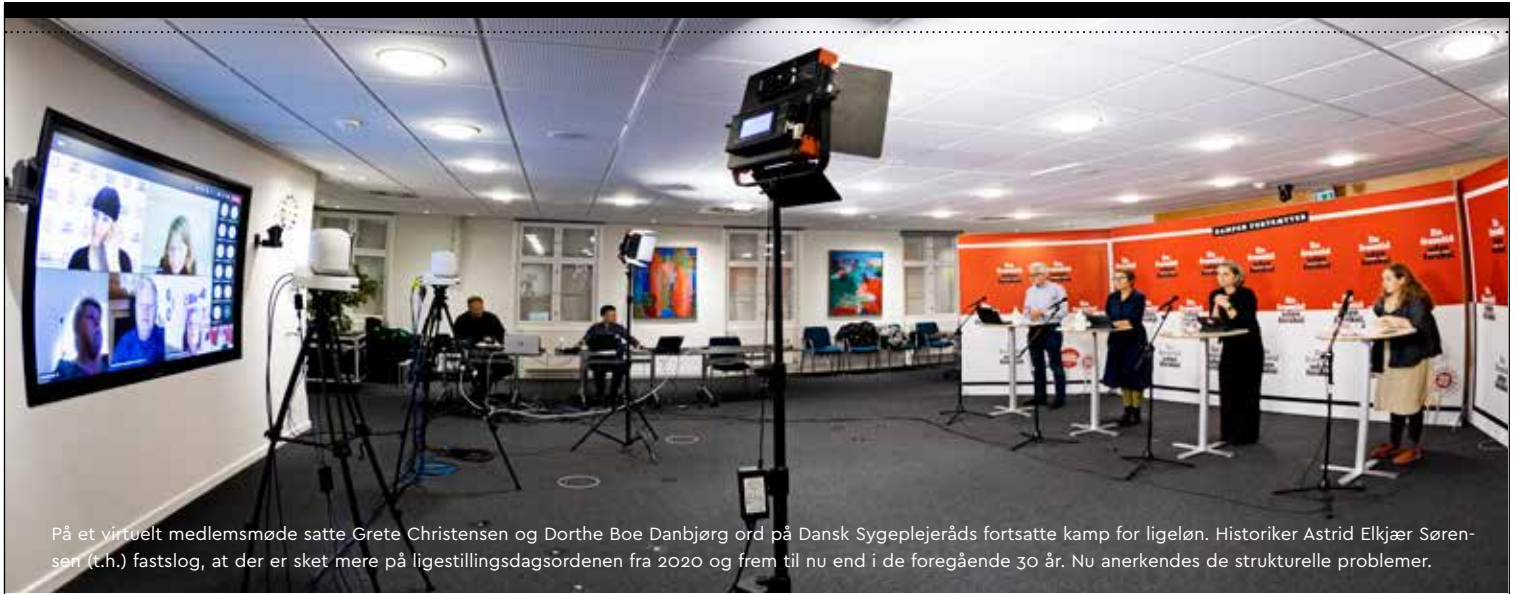 KAMPEN FORTSÆTTER
På et virtuelt medlemsmøde satte Grete Christensen og Dorthe Boe Danbjørg ord på Dansk Sygeplejeråds fortsatte kamp for ligeløn. Historiker Astrid Elkjær Søren-
sen (t.h.) fastslog, at der er sket mere på ligestillingsdagsordenen fra 2020 og frem til nu end i de foregående 30 år. Nu anerkendes de strukturelle problemer.